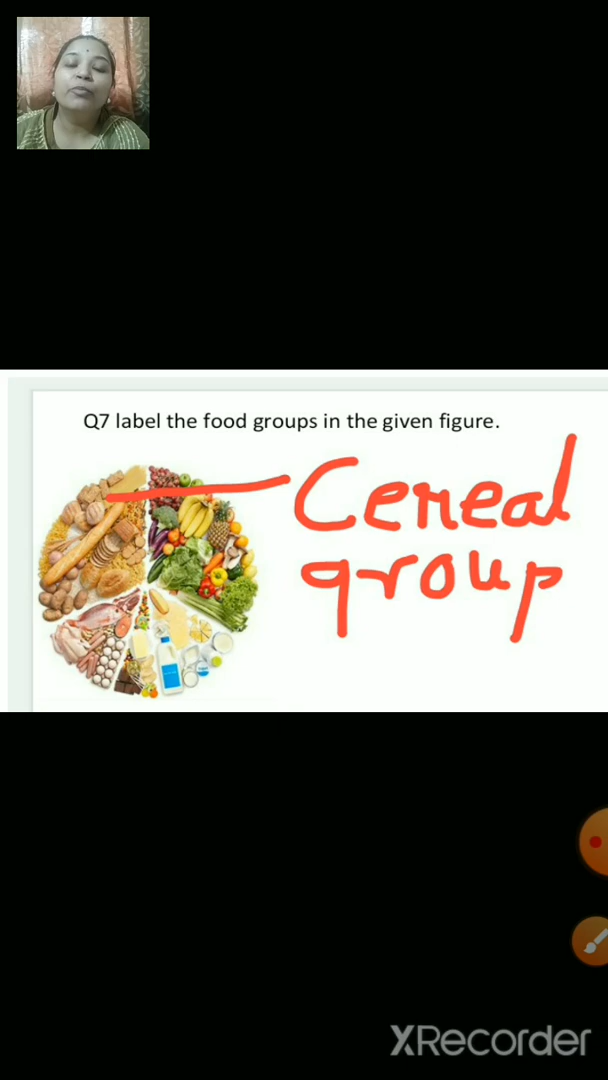 Q7 label the food groups in the given figure.
Cereal
group
XRecorder